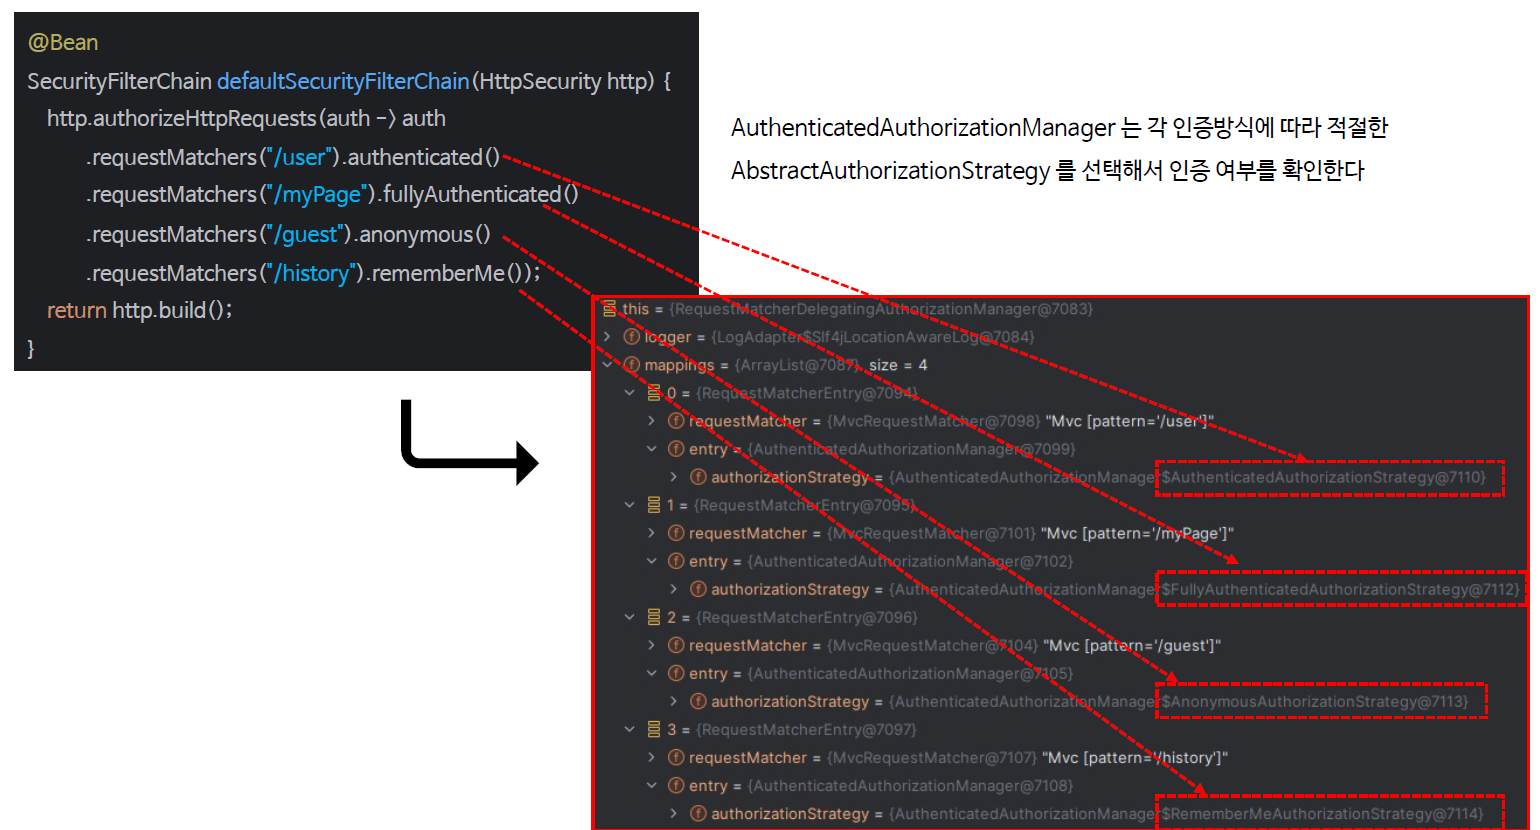 @Bean
SecurityFilterChain defaultSecurityFilterChain(HttpSecurity http) {
http.authorizeHttpRequests(auth -> auth
.requestMatchers("/user").authenticated()
.requestMatchers("/myPage").fullyAuthenticated()
.requestMatchers("/guest").anonymous()
.requestMatchers("/history").rememberMe());
return http.build();
}
AuthenticatedAuthorizationManager 는 각 인증방식에 따라 적절한
AbstractAuthorizationStrategy 를 선택해서 인증 여부를 확인한다
this = {RequestMatcherDelegatingAuthorizationManager@7083}
f logger = {LogAdapter$Slf4jLocationAwareLog@7084}
f mappings = {ArrayList@7087} size = 4
0 = {RequestMatcherEntry@7094}
f requestMatcher = {MvcRequestMatcher@7098} "Mvc [pattern='/user']"
f entry = {AuthenticatedAuthorizationManager@7099}
f authorizationStrategy = {AuthenticatedAuthorizationManager$AuthenticatedAuthorizationStrategy@7110}
1 = {RequestMatcherEntry@7095}
f requestMatcher = {MvcRequestMatcher@7101} "Mvc [pattern='/myPage']"
f entry = {AuthenticatedAuthorizationManager@7102}
f authorizationStrategy = {AuthenticatedAuthorizationManager$FullyAuthenticatedAuthorizationStrategy@7112}
2 = {RequestMatcherEntry@7096}
f requestMatcher = {MvcRequestMatcher@7104} "Mvc [pattern='/guest']"
f entry = {AuthenticatedAuthorizationManager@7105}
f authorizationStrategy = {AuthenticatedAuthorizationManager$AnonymousAuthorizationStrategy@7113}
3 = {RequestMatcherEntry@7097}
f requestMatcher = {MvcRequestMatcher@7107} "Mvc [pattern='/history']"
f entry = {AuthenticatedAuthorizationManager@7108}
f authorizationStrategy = {AuthenticatedAuthorizationManager$RememberMeAuthorizationStrategy@7114}